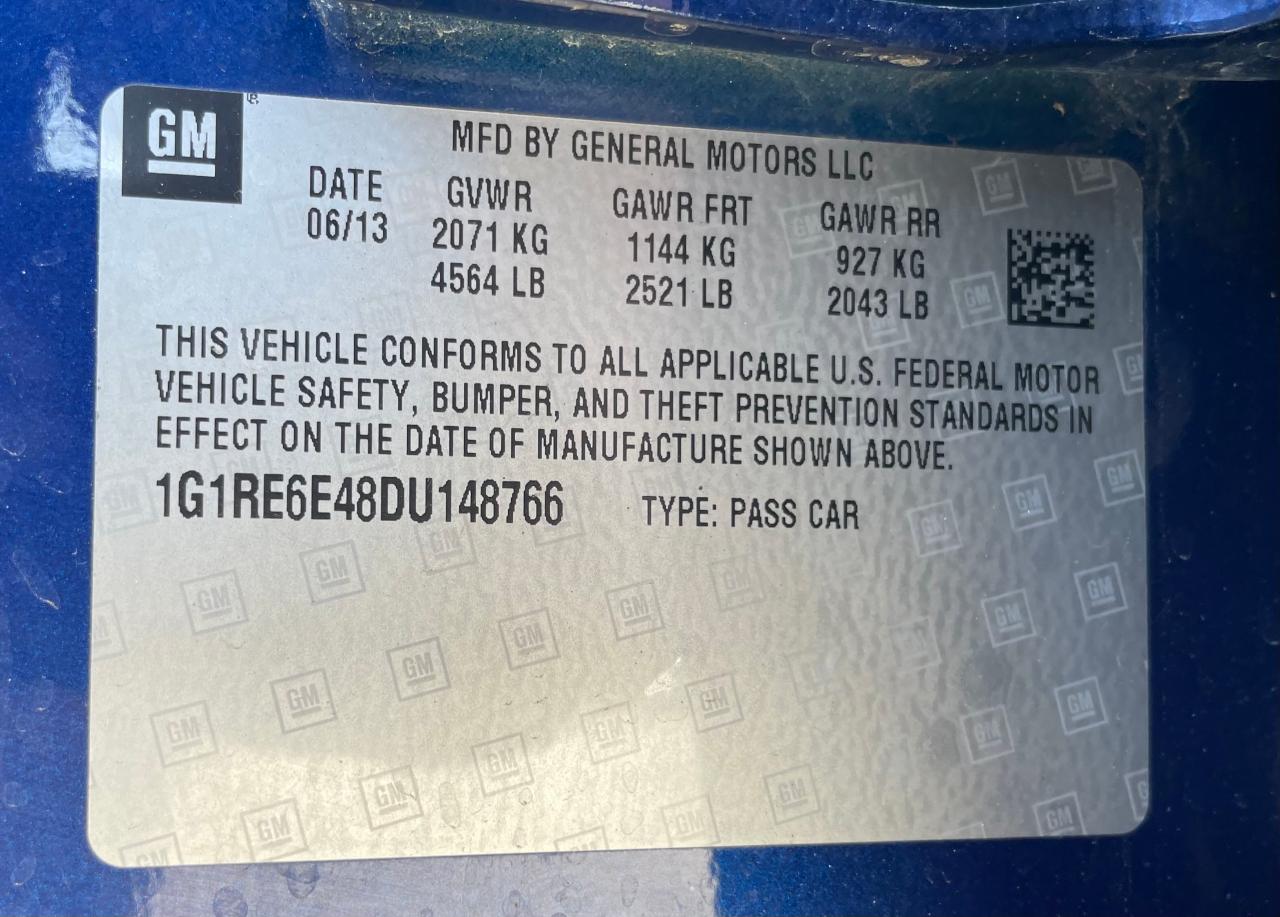 GM
MFD BY GENERAL MOTORS LLC
DATE GVWR GAWR FRT GAWR RR
06/13 2071 KG 1144 KG 927 KG
4564 LB 2521 LB 2043 LB
THIS VEHICLE CONFORMS TO ALL APPLICABLE U.S. FEDERAL MOTOR
VEHICLE SAFETY, BUMPER, AND THEFT PREVENTION STANDARDS IN
EFFECT ON THE DATE OF MANUFACTURE SHOWN ABOVE.
1G1RE6E48DU148766 TYPE: PASS CAR